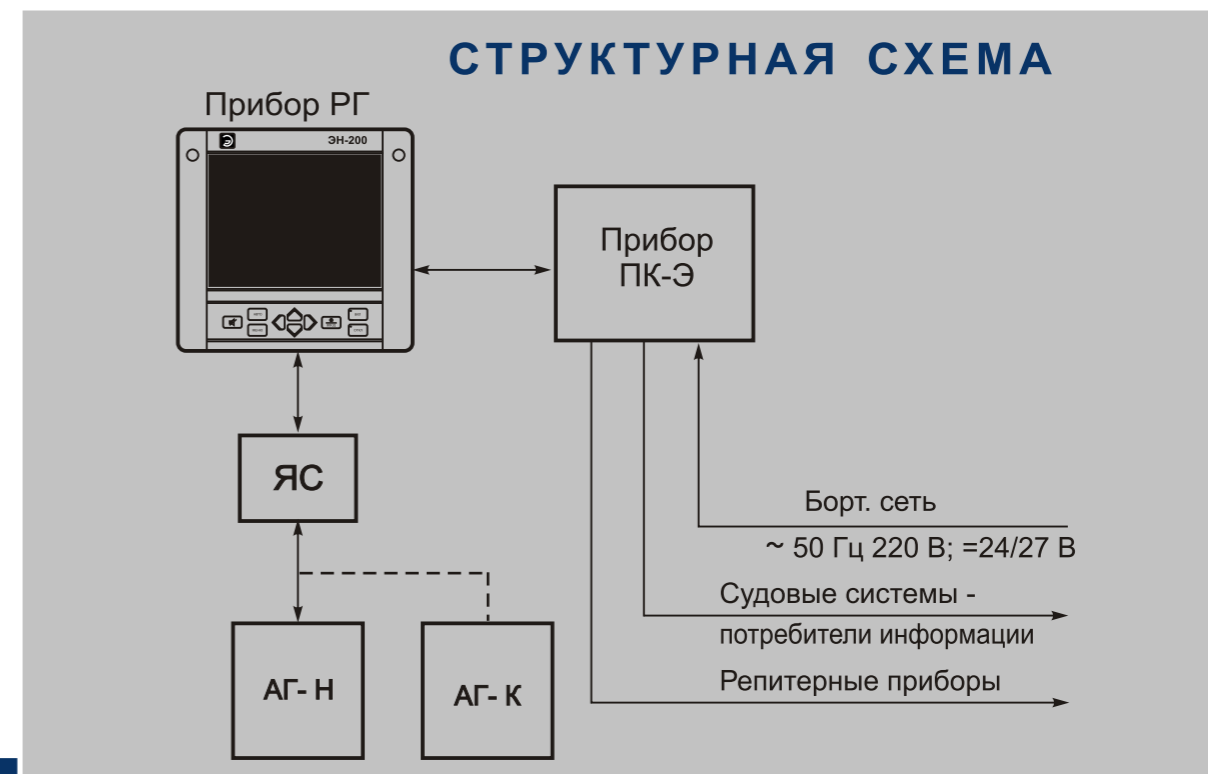 СТРУКТУРНАЯ СХЕМА
Прибор РГ
ЭН-200
Прибор
ПК-Э
ЯС
Борт. сеть
~ 50 Гц 220 В; =24/27 В
Судовые системы -
потребители информации
Репитерные приборы
АГ- Н
АГ- К